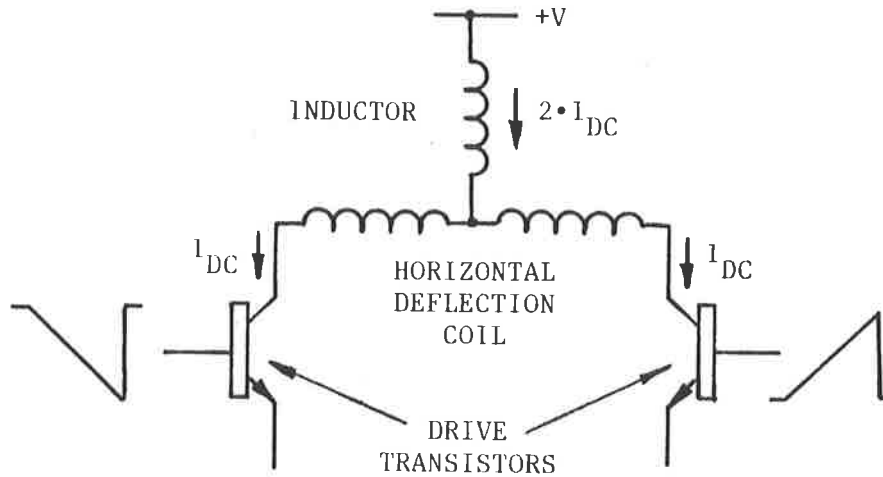 +V
INDUCTOR
2•I DC
I DC
HORIZONTAL
DEFLECTION
COIL
I DC
DRIVE
TRANSISTORS